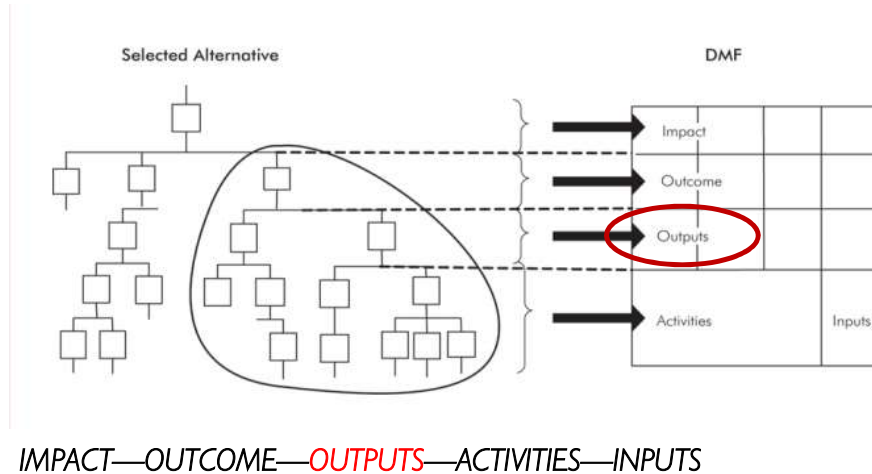 Selected Alternative
DMF
Impact
Outcome
Outputs
Activities
Inputs
IMPACT—OUTCOME—OUTPUTS—ACTIVITIES—INPUTS